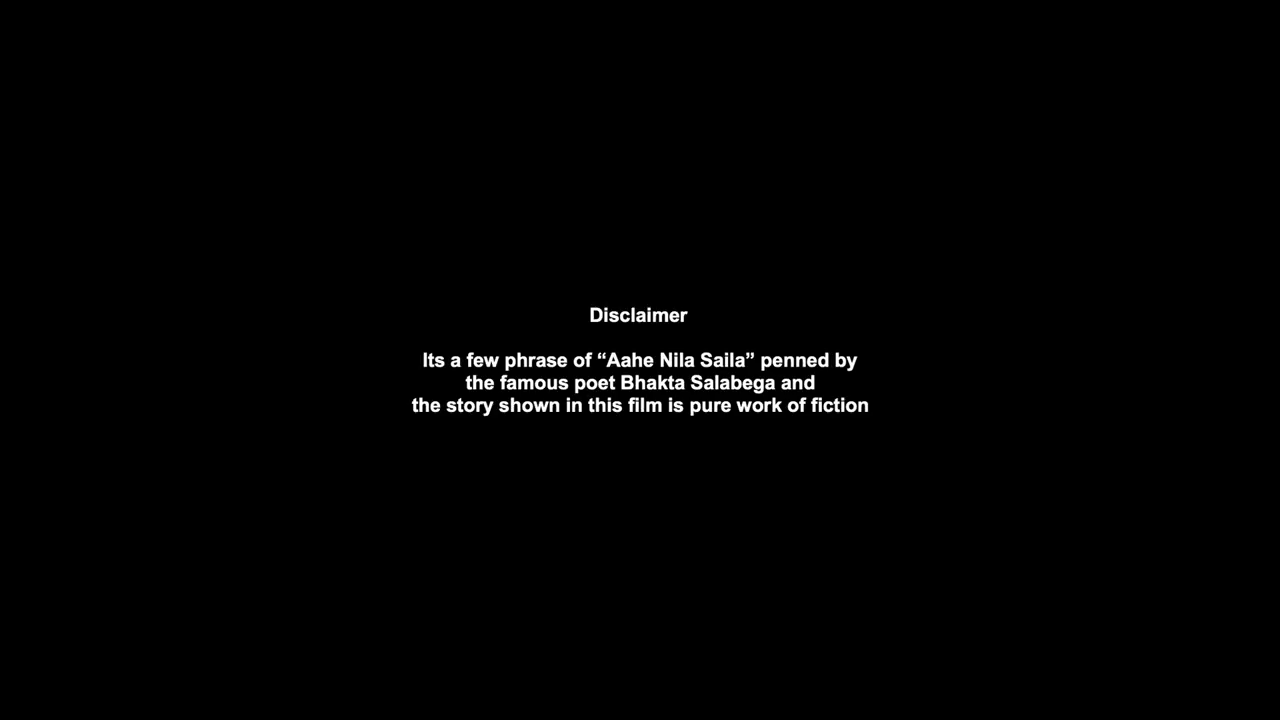 Disclaimer
Its a few phrase of “Aahe Nila Saila” penned by
the famous poet Bhakta Salabega and
the story shown in this film is pure work of fiction